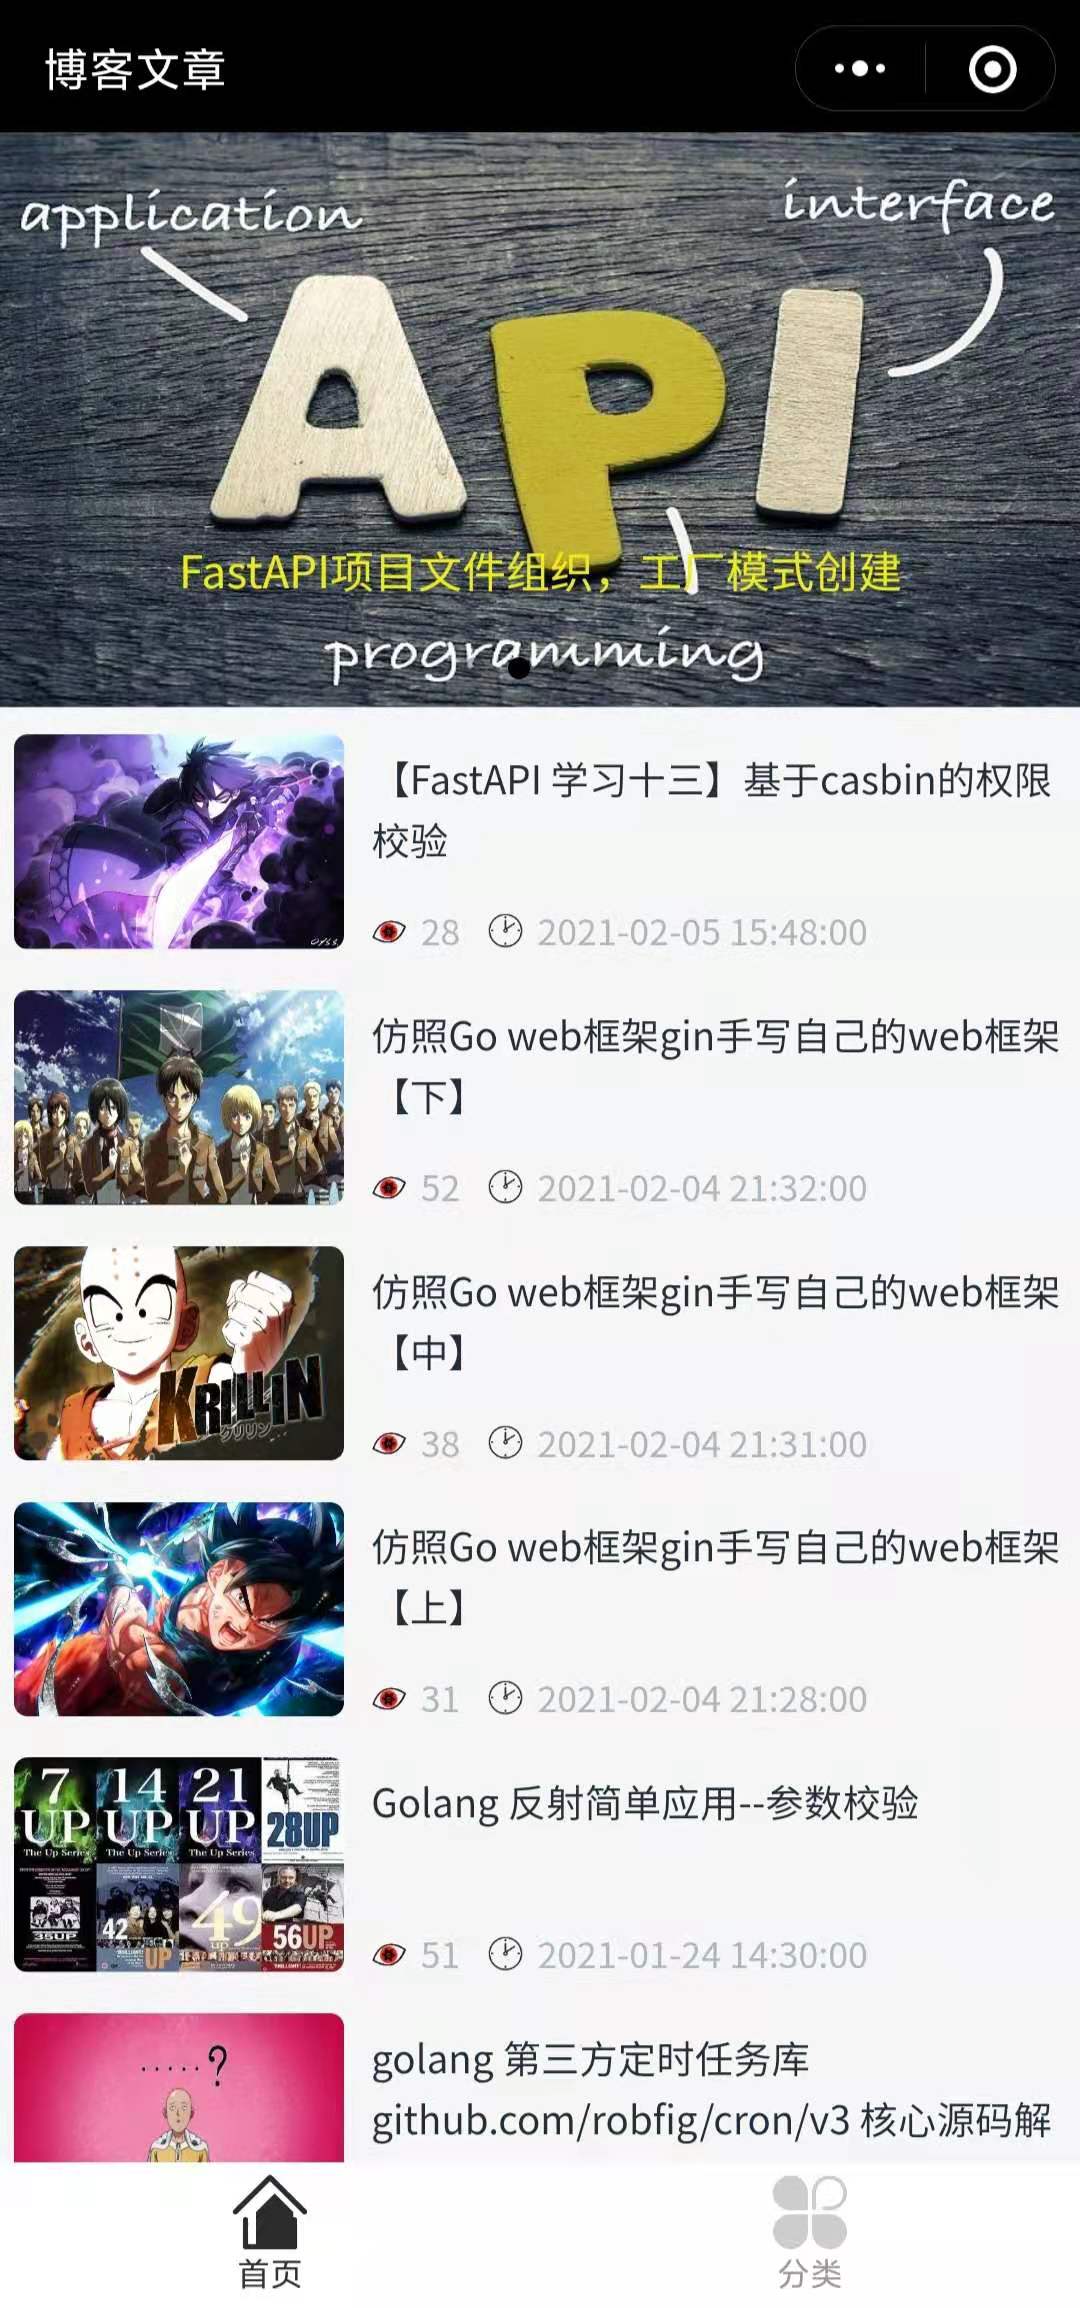 博客文章
application
interface
API
FastAPI项目文件组织，工厂模式创建
programming
【FastAPI 学习十三】基于casbin的权限
校验
28 2021-02-05 15:48:00
仿照Go web框架gin手写自己的web框架
【下】
52 2021-02-04 21:32:00
仿照Go web框架gin手写自己的web框架
【中】
KRILLIN
クリリン
38 2021-02-04 21:31:00
仿照Go web框架gin手写自己的web框架
【上】
31 2021-02-04 21:28:00
7 UP The Up Series
14 UP The Up Series
21 UP The Up Series
28UP
35UP
42 UP
49 up
56UP
Golang 反射简单应用--参数校验
51 2021-01-24 14:30:00
.....?
golang 第三方定时任务库
github.com/robfig/cron/v3 核心源码解
首页
分类